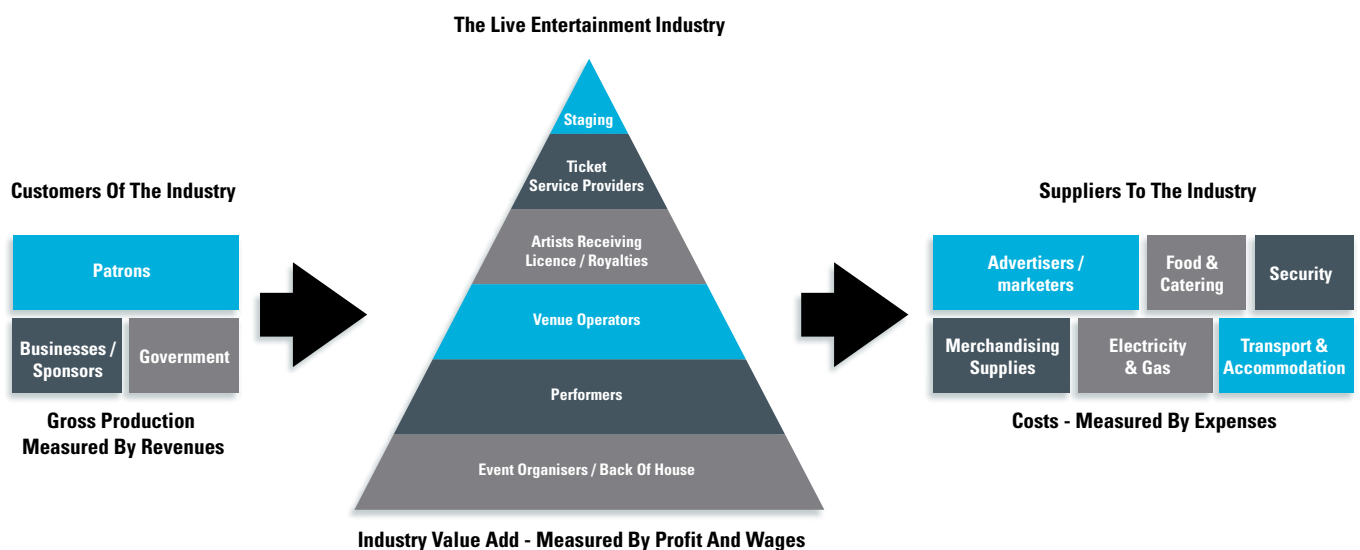 The Live Entertainment Industry
Customers Of The Industry
Patrons
Businesses /
Sponsors
Government
Gross Production
Measured By Revenues
Staging
Ticket
Service Providers
Artists Receiving
Licence / Royalties
Venue Operators
Performers
Event Organisers / Back Of House
Industry Value Add - Measured By Profit And Wages
Suppliers To The Industry
Advertisers /
marketers
Food &
Catering
Security
Merchandising
Supplies
Electricity
& Gas
Transport &
Accommodation
Costs - Measured By Expenses